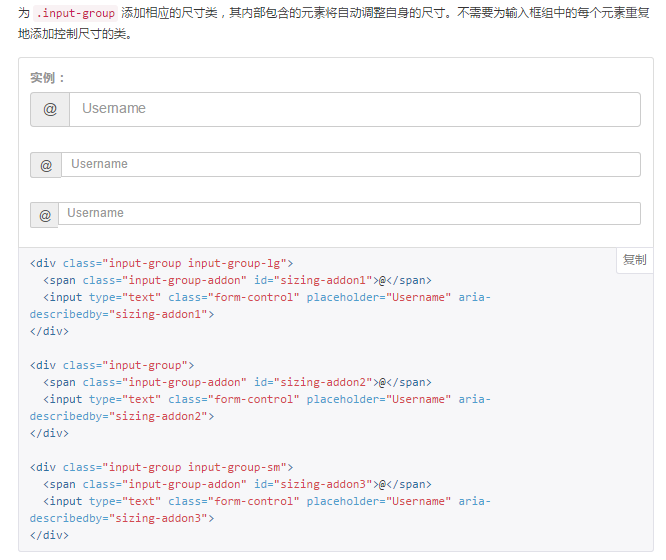 为 .input-group 添加相应的尺寸类，其内部包含的元素将自动调整自身的尺寸。不需要为输入框组中的每个元素重复
地添加控制尺寸的类。
实例：
@ Username
@ Username
@ Username
复制
<div class="input-group input-group-lg">
  <span class="input-group-addon" id="sizing-addon1">@</span>
  <input type="text" class="form-control" placeholder="Username" aria-
describedby="sizing-addon1">
</div>
<div class="input-group">
  <span class="input-group-addon" id="sizing-addon2">@</span>
  <input type="text" class="form-control" placeholder="Username" aria-
describedby="sizing-addon2">
</div>
<div class="input-group input-group-sm">
  <span class="input-group-addon" id="sizing-addon3">@</span>
  <input type="text" class="form-control" placeholder="Username" aria-
describedby="sizing-addon3">
</div>